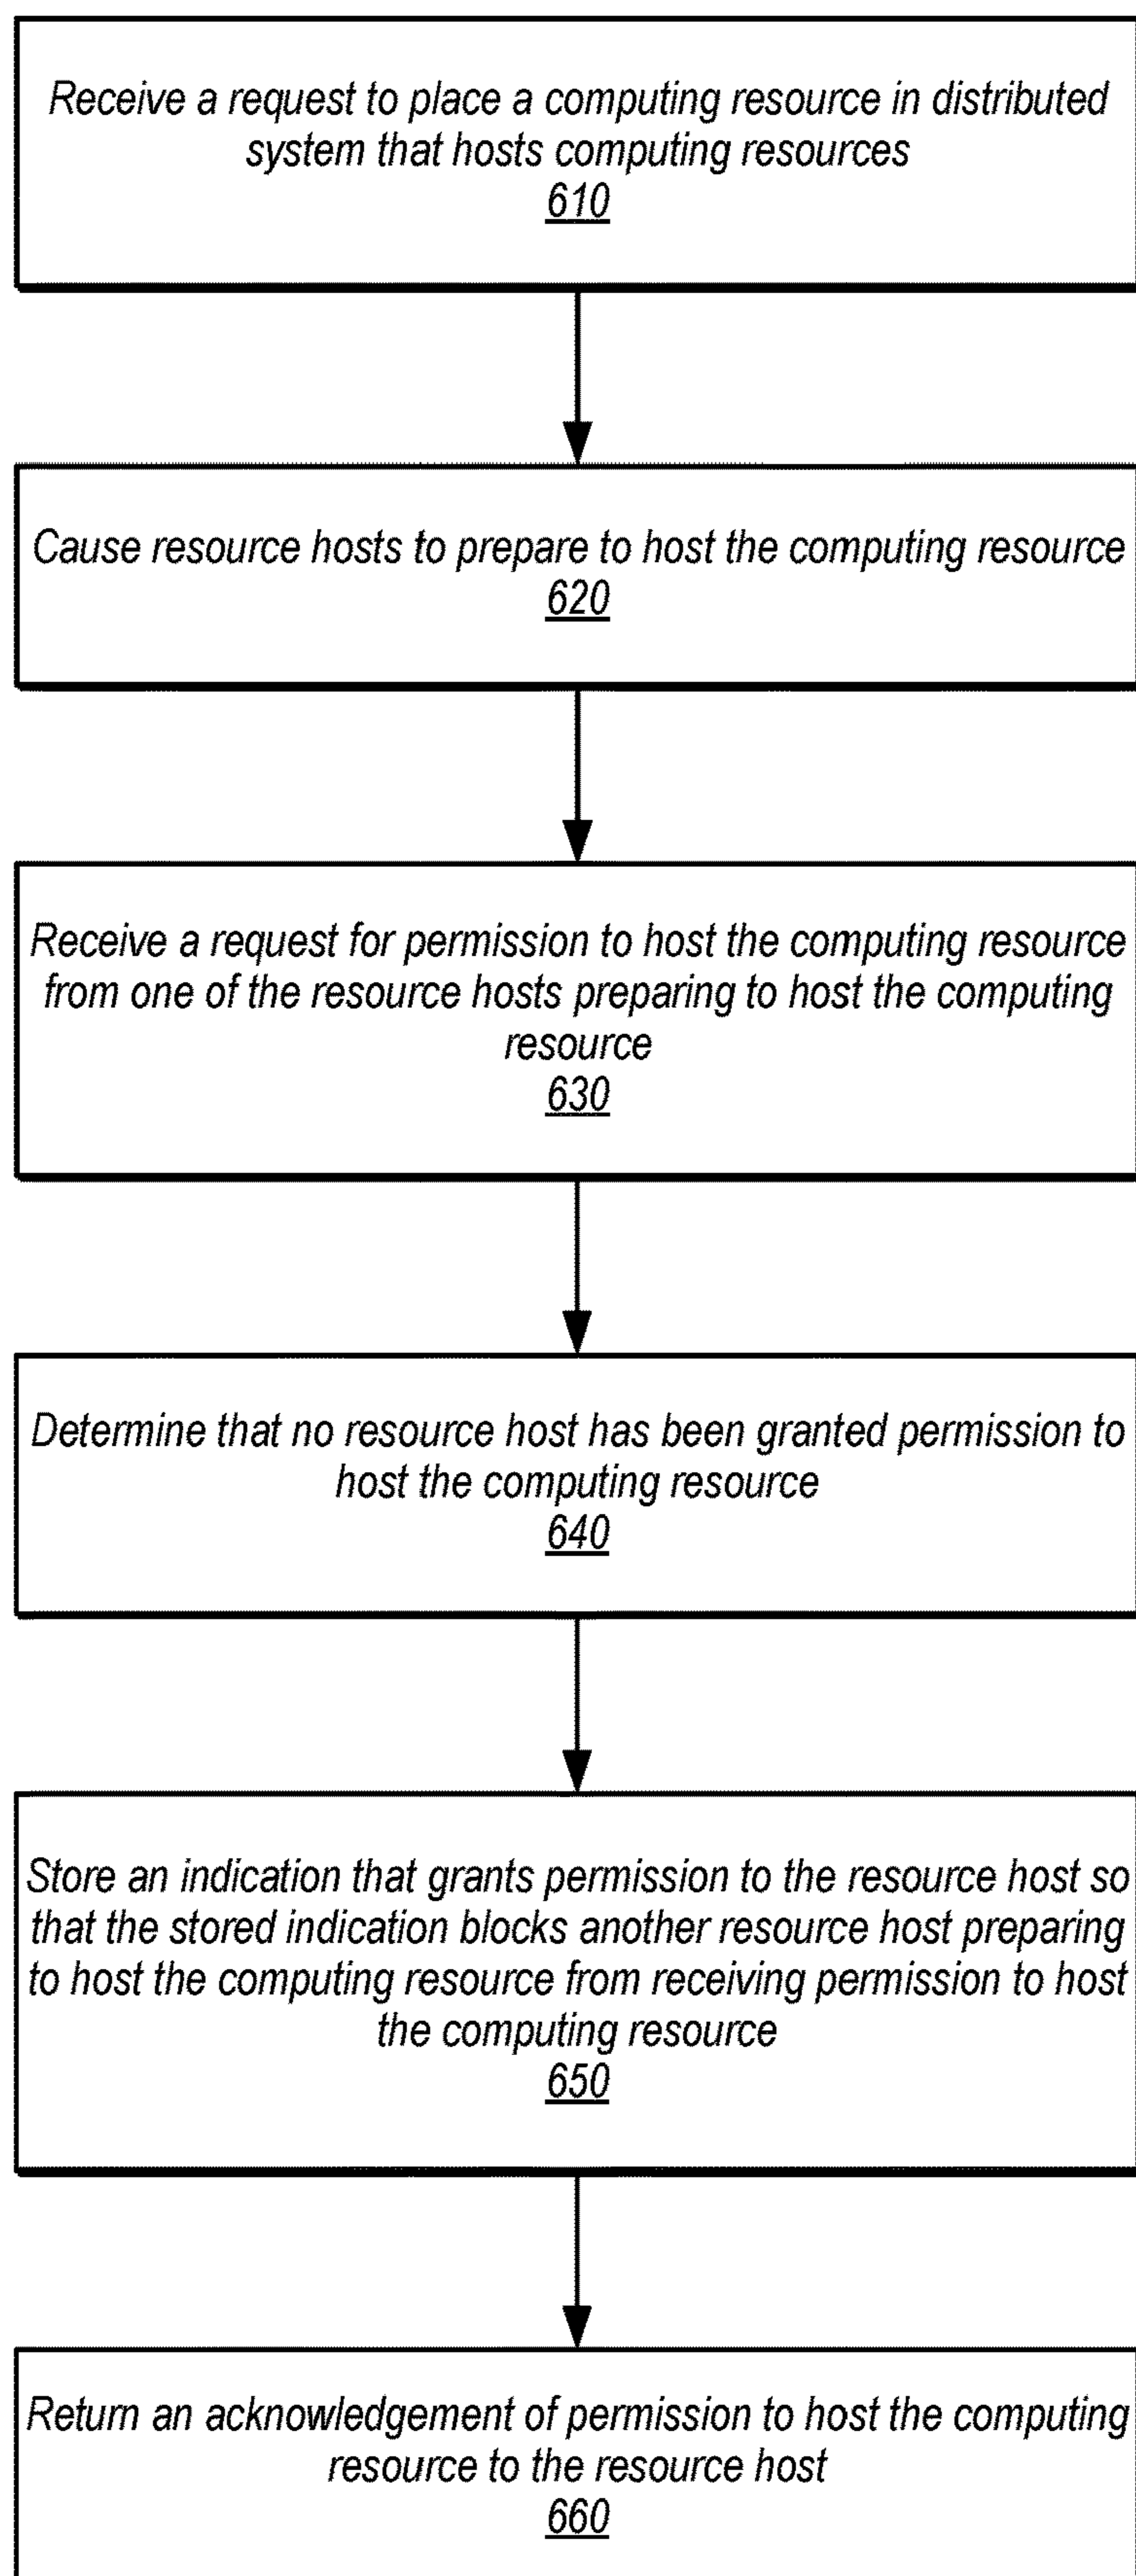 Receive a request to place a computing resource in distributed
system that hosts computing resources
610
Cause resource hosts to prepare to host the computing resource
620
Receive a request for permission to host the computing resource
from one of the resource hosts preparing to host the computing
resource
630
Determine that no resource host has been granted permission to
host the computing resource
640
Store an indication that grants permission to the resource host so
that the stored indication blocks another resource host preparing
to host the computing resource from receiving permission to host
the computing resource
650
Return an acknowledgement of permission to host the computing
resource to the resource host
660